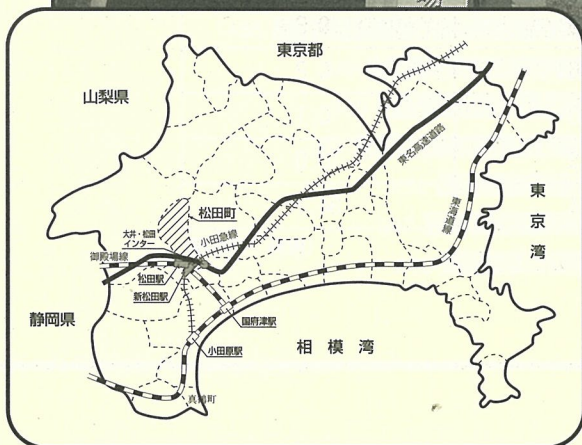 東京都
山梨県
東名高速道路
松田町
東海道線
東京湾
大井・松田
インター
小田急線
御殿場線
松田駅
新松田駅
静岡県
国府津駅
相模湾
小田原駅
真鶴町